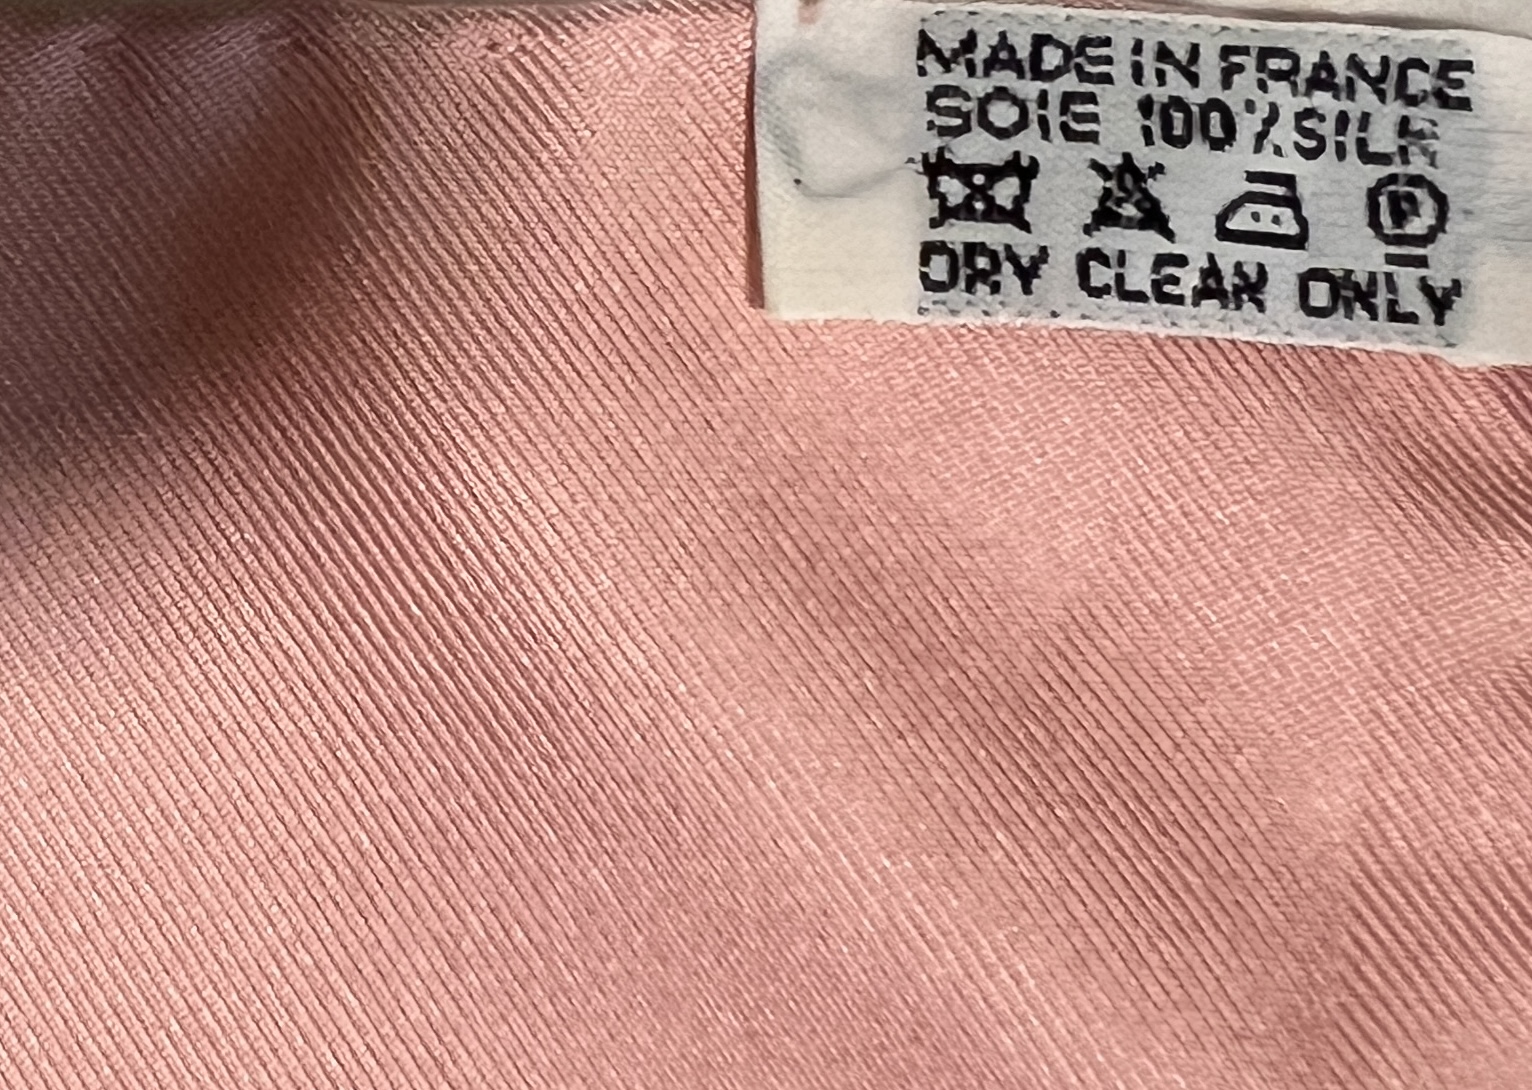 MADE IN FRANCE
SOIE 100% SILK
P
DRY CLEAN ONLY